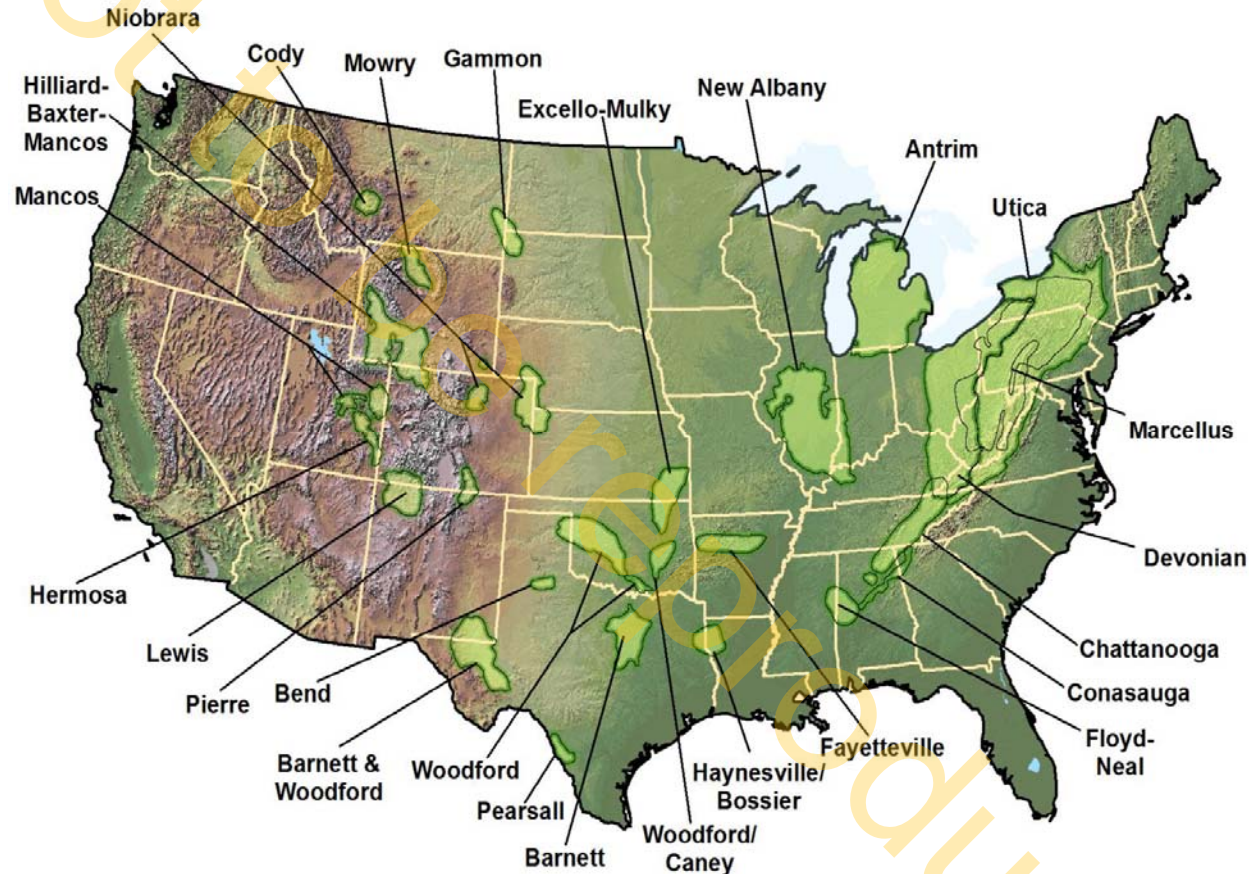 Niobrara
Cody
Mowry
Gammon
Hilliard-
Baxter-
Mancos
Excello-Mulky
New Albany
Antrim
Mancos
Utica
Marcellus
Devonian
Hermosa
Lewis
Chattanooga
Pierre
Bend
Conasauga
Barnett &
Woodford
Woodford
Pearsall
Barnett
Woodford/
Caney
Haynesville/
Bossier
Fayetteville
Floyd-
Neal